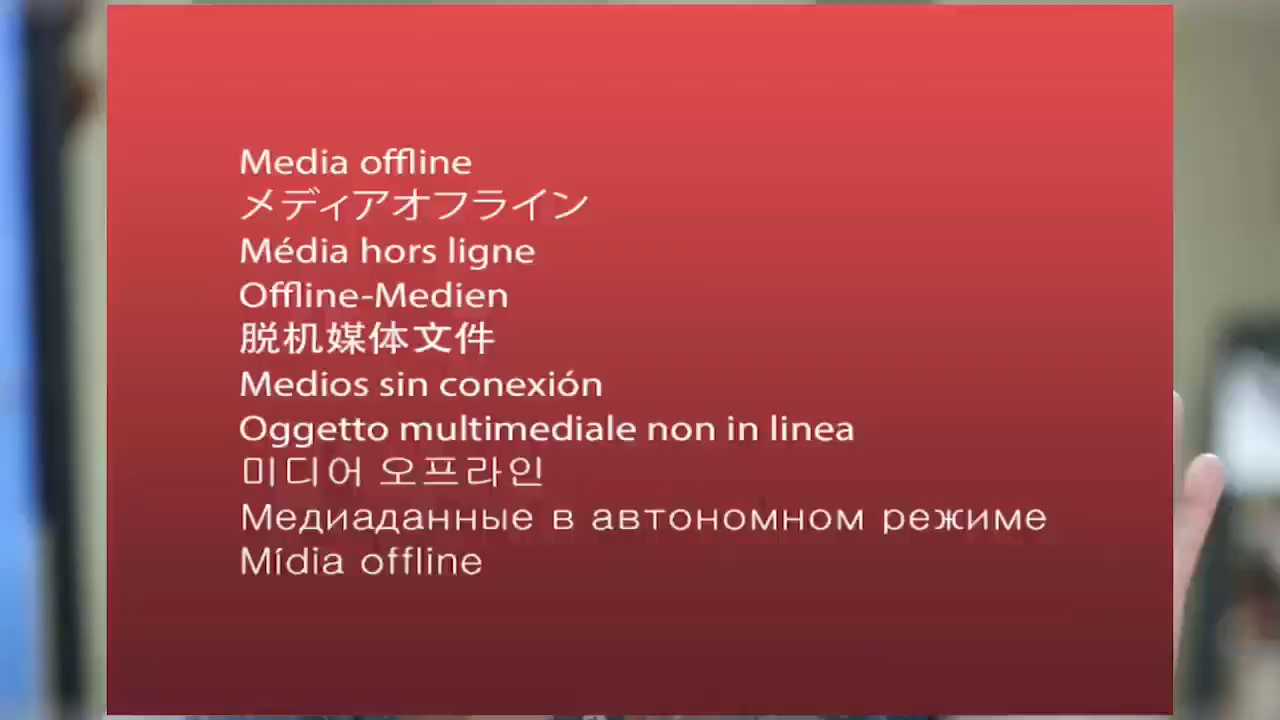 Media offline
メディアオフライン
Média hors ligne
Offline-Medien
脱机媒体文件
Medios sin conexión
Oggetto multimediale non in linea
미디어 오프라인
Медиаданные в автономном режиме
Mídia offline